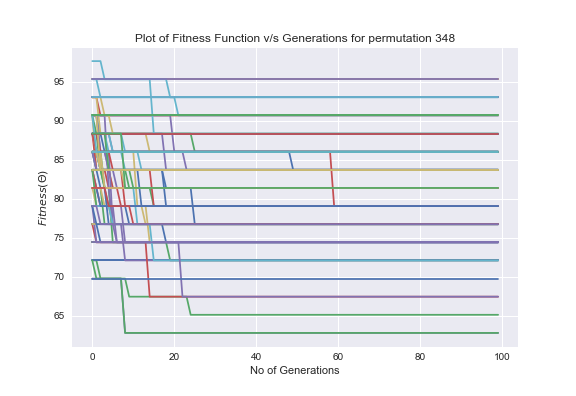 Plot of Fitness Function v/s Generations for permutation 348
Fitness(Θ)
95
90
85
80
75
70
65
0 20 40 60 80 100
No of Generations